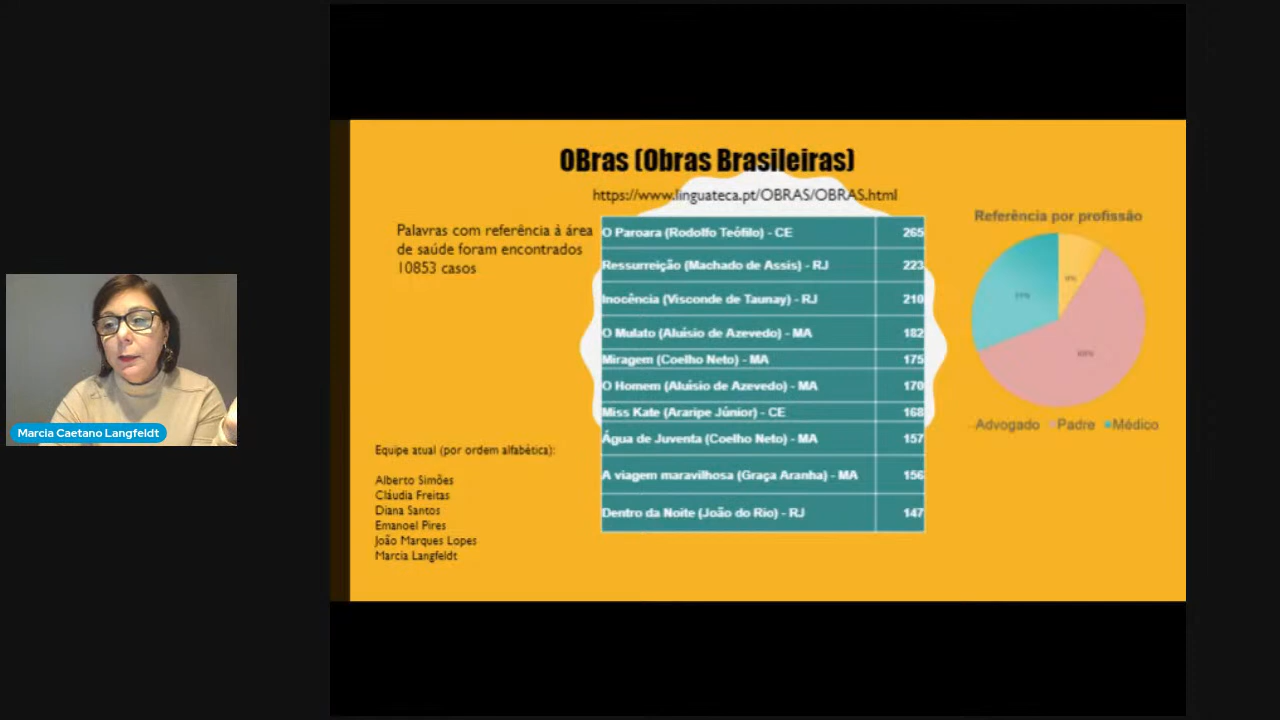 OBras (Obras Brasileiras)
https://www.linguateca.pt/OBRAS/OBRAS.html
Palavras com referência à área
de saúde foram encontrados
10853 casos
O Paroara (Rodolfo Teófilo) - CE 265
Ressurreição (Machado de Assis) - RJ 223
Inocência (Visconde de Taunay) - RJ 210
O Mulato (Aluísio de Azevedo) - MA 182
Miragem (Coelho Neto) - MA 175
O Homem (Aluísio de Azevedo) - MA 170
Miss Kate (Araripe Júnior) - CE 168
Água de Juventa (Coelho Neto) - MA 157
A viagem maravilhosa (Graça Aranha) - MA 156
Dentro da Noite (João do Rio) - RJ 147
Referência por profissão
Advogado Padre Médico
Marcia Caetano Langfeldt
Equipe atual (por ordem alfabética):
Alberto Simões
Cláudia Freitas
Diana Santos
Emanoel Pires
João Marques Lopes
Marcia Langfeldt